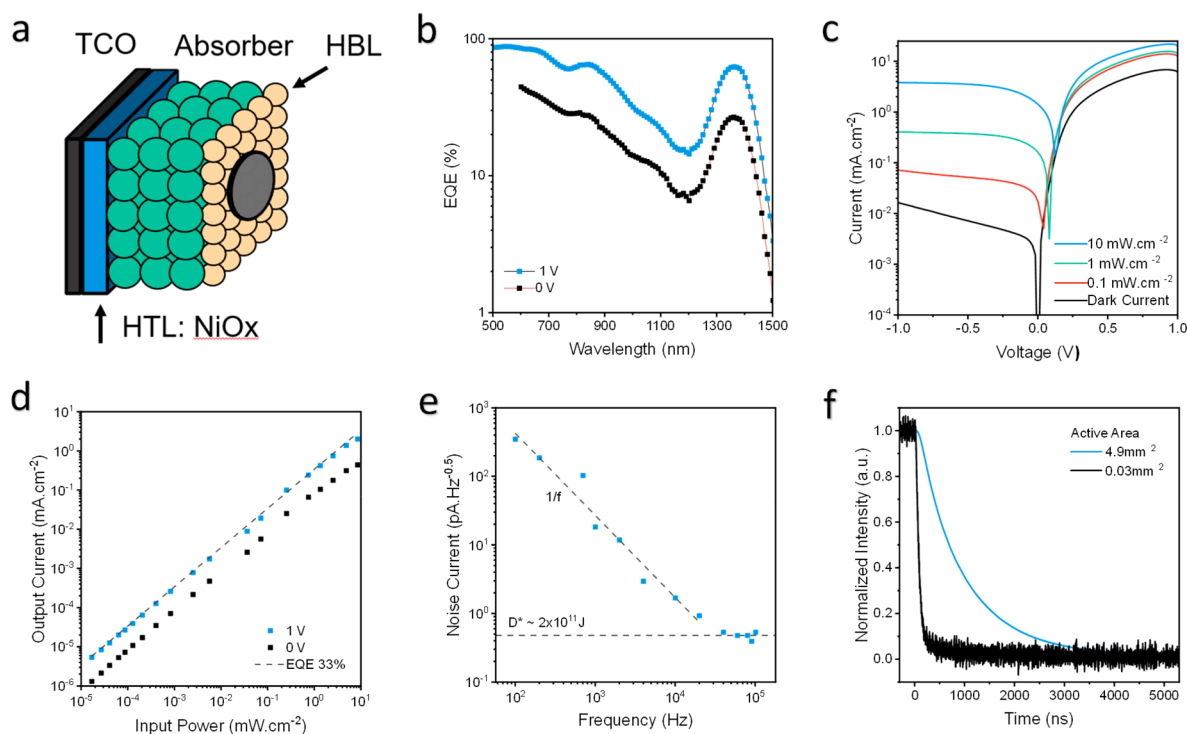 a
TCO
Absorber
HBL
HTL: NiOx
b
EQE (%)
100
10
1
1 V
0 V
500
700
900
1100
1300
1500
Wavelength (nm)
c
Current (mA.cm⁻²)
10¹
10⁰
10⁻¹
10⁻²
10⁻³
10⁻⁴
10 mW.cm⁻²
1 mW.cm⁻²
0.1 mW.cm⁻²
Dark Current
-1.0
-0.5
0.0
0.5
1.0
Voltage (V)
d
Output Current (mA.cm⁻²)
10¹
10⁰
10⁻¹
10⁻²
10⁻³
10⁻⁴
10⁻⁵
10⁻⁶
1 V
0 V
EQE 33%
10⁻⁵
10⁻⁴
10⁻³
10⁻²
10⁻¹
10⁰
10¹
Input Power (mW.cm⁻²)
e
Noise Current (pA.Hz⁻⁰·⁵)
10³
10²
10¹
10⁰
10⁻¹
1/f
D* ~ 2x10¹¹J
10²
10³
10⁴
10⁵
Frequency (Hz)
f
Normalized Intensity (a.u.)
1.0
0.8
0.6
0.4
0.2
0.0
Active Area
4.9mm²
0.03mm²
0
1000
2000
3000
4000
5000
Time (ns)